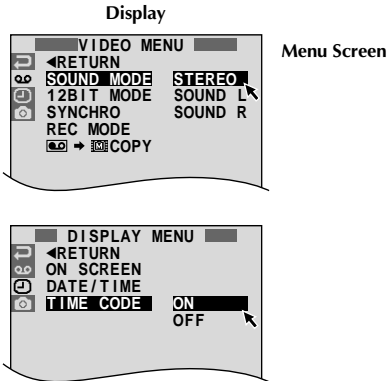 Display
Menu Screen
VIDEO MENU
◄RETURN
SOUND MODE STEREO
12BIT MODE SOUND L
SYNCHRO SOUND R
REC MODE
➜ [M] COPY
DISPLAY MENU
◄RETURN
ON SCREEN
DATE/TIME
TIME CODE ON
OFF